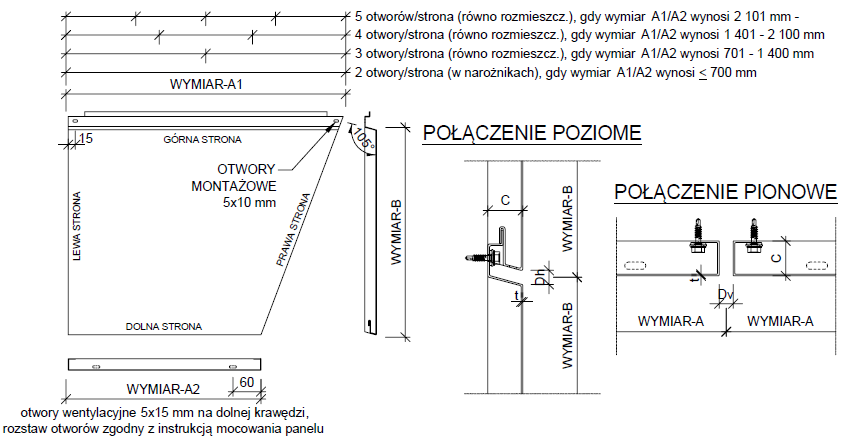 5 otworów/strona (równo rozmieszcz.), gdy wymiar A1/A2 wynosi 2 101 mm -
4 otwory/strona (równo rozmieszcz.), gdy wymiar A1/A2 wynosi 1 401 - 2 100 mm
3 otwory/strona (równo rozmieszcz.), gdy wymiar A1/A2 wynosi 701 - 1 400 mm
2 otwory/strona (w narożnikach), gdy wymiar A1/A2 wynosi ≤ 700 mm
WYMIAR-A1
15
GÓRNA STRONA
105°
OTWORY
MONTAŻOWE
5x10 mm
LEWA STRONA
PRAWA STRONA
DOLNA STRONA
WYMIAR-B
WYMIAR-A2
60
otwory wentylacyjne 5x15 mm na dolnej krawędzi,
rozstaw otworów zgodny z instrukcją mocowania panelu
POŁĄCZENIE POZIOME
C
WYMIAR-B
Dh
t
WYMIAR-B
POŁĄCZENIE PIONOWE
C
t
Dv
WYMIAR-A
WYMIAR-A